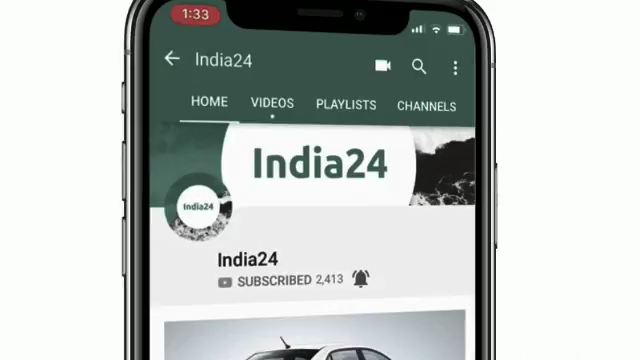 1:33
India24
HOME VIDEOS PLAYLISTS CHANNELS
India24
India24
India24
SUBSCRIBED 2,413